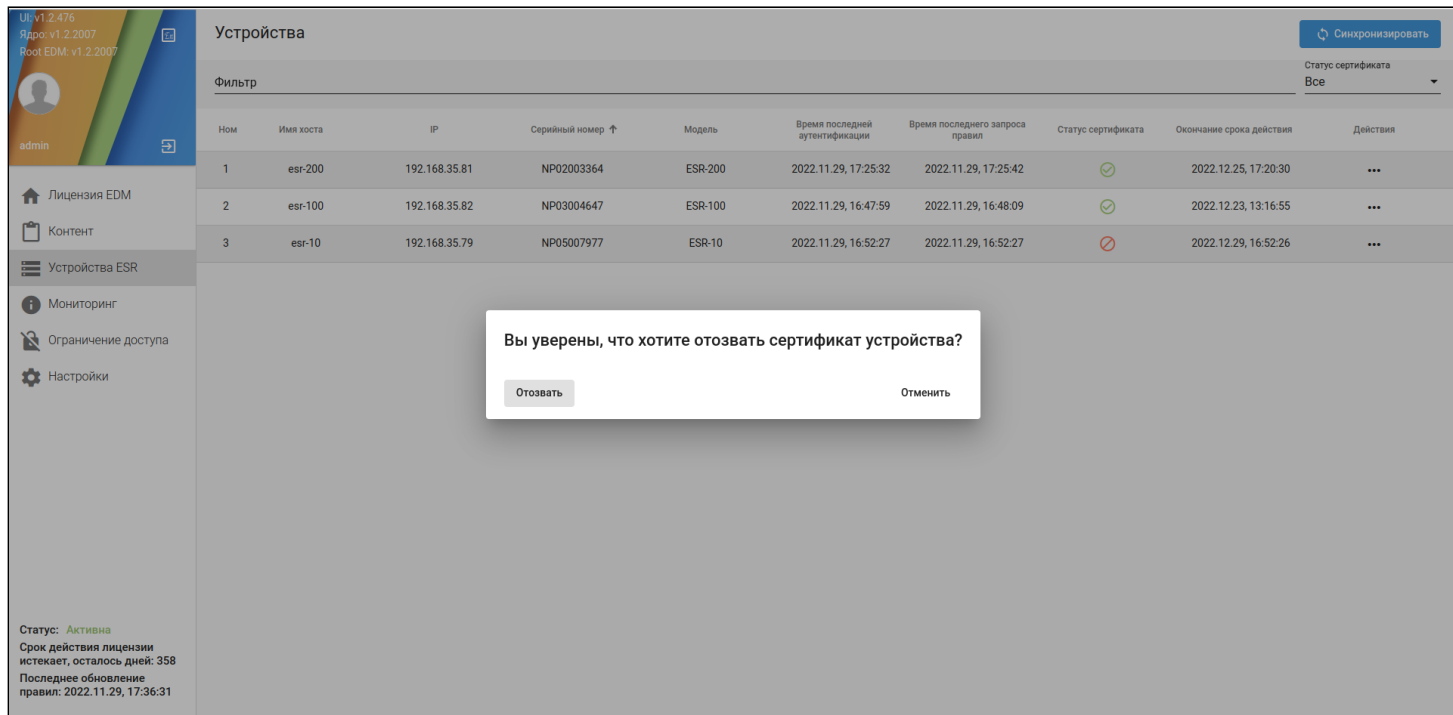 UI: v1.2.476
Ядро: v1.2.2007
Root EDM: v1.2.2007
admin
Лицензия EDM
Контент
Устройства ESR
Мониторинг
Ограничение доступа
Настройки
Статус: Активна
Срок действия лицензии
истекает, осталось дней: 358
Последнее обновление
правил: 2022.11.29, 17:36:31
Устройства
Синхронизировать
Фильтр
Статус сертификата
Все
Ном Имя хоста IP Серийный номер ↑ Модель Время последней аутентификации Время последнего запроса правил Статус сертификата Окончание срока действия Действия
1 esr-200 192.168.35.81 NP02003364 ESR-200 2022.11.29, 17:25:32 2022.11.29, 17:25:42 2022.12.25, 17:20:30 •••
2 esr-100 192.168.35.82 NP03004647 ESR-100 2022.11.29, 16:47:59 2022.11.29, 16:48:09 2022.12.23, 13:16:55 •••
3 esr-10 192.168.35.79 NP05007977 ESR-10 2022.11.29, 16:52:27 2022.11.29, 16:52:27 2022.12.29, 16:52:26 •••
Вы уверены, что хотите отозвать сертификат устройства?
Отозвать Отменить